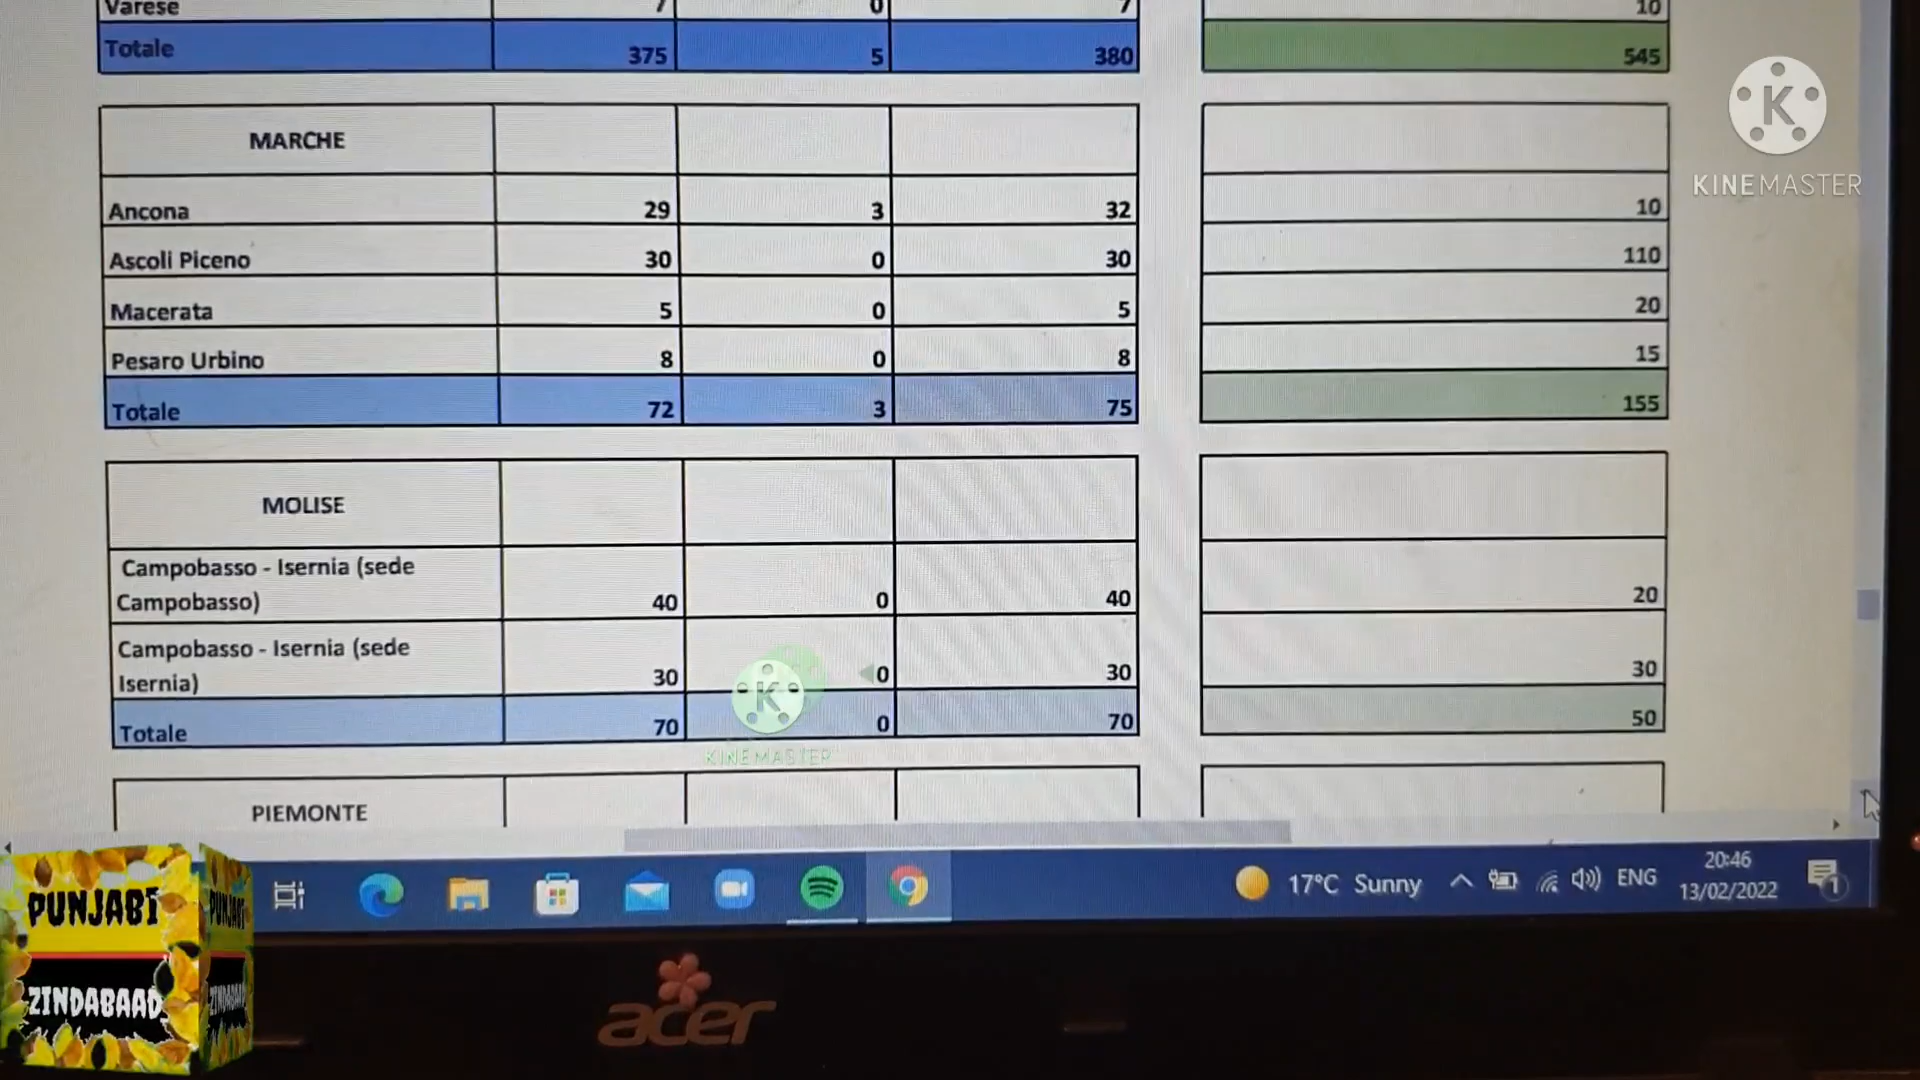 Varese 7 0 7 10
Totale 375 5 380 545
MARCHE
Ancona 29 3 32 10
Ascoli Piceno 30 0 30 110
Macerata 5 0 5 20
Pesaro Urbino 8 0 8 15
Totale 72 3 75 155
MOLISE
Campobasso - Isernia (sede
Campobasso) 40 0 40 20
Campobasso - Isernia (sede
Isernia) 30 0 30 30
Totale 70 0 70 50
PIEMONTE
KINEMASTER
KINEMASTER
17°C Sunny
ENG
20:46
13/02/2022
1
PUNJABI
ZINDABAAD
PUNJABI
ZINDABAAD
acer